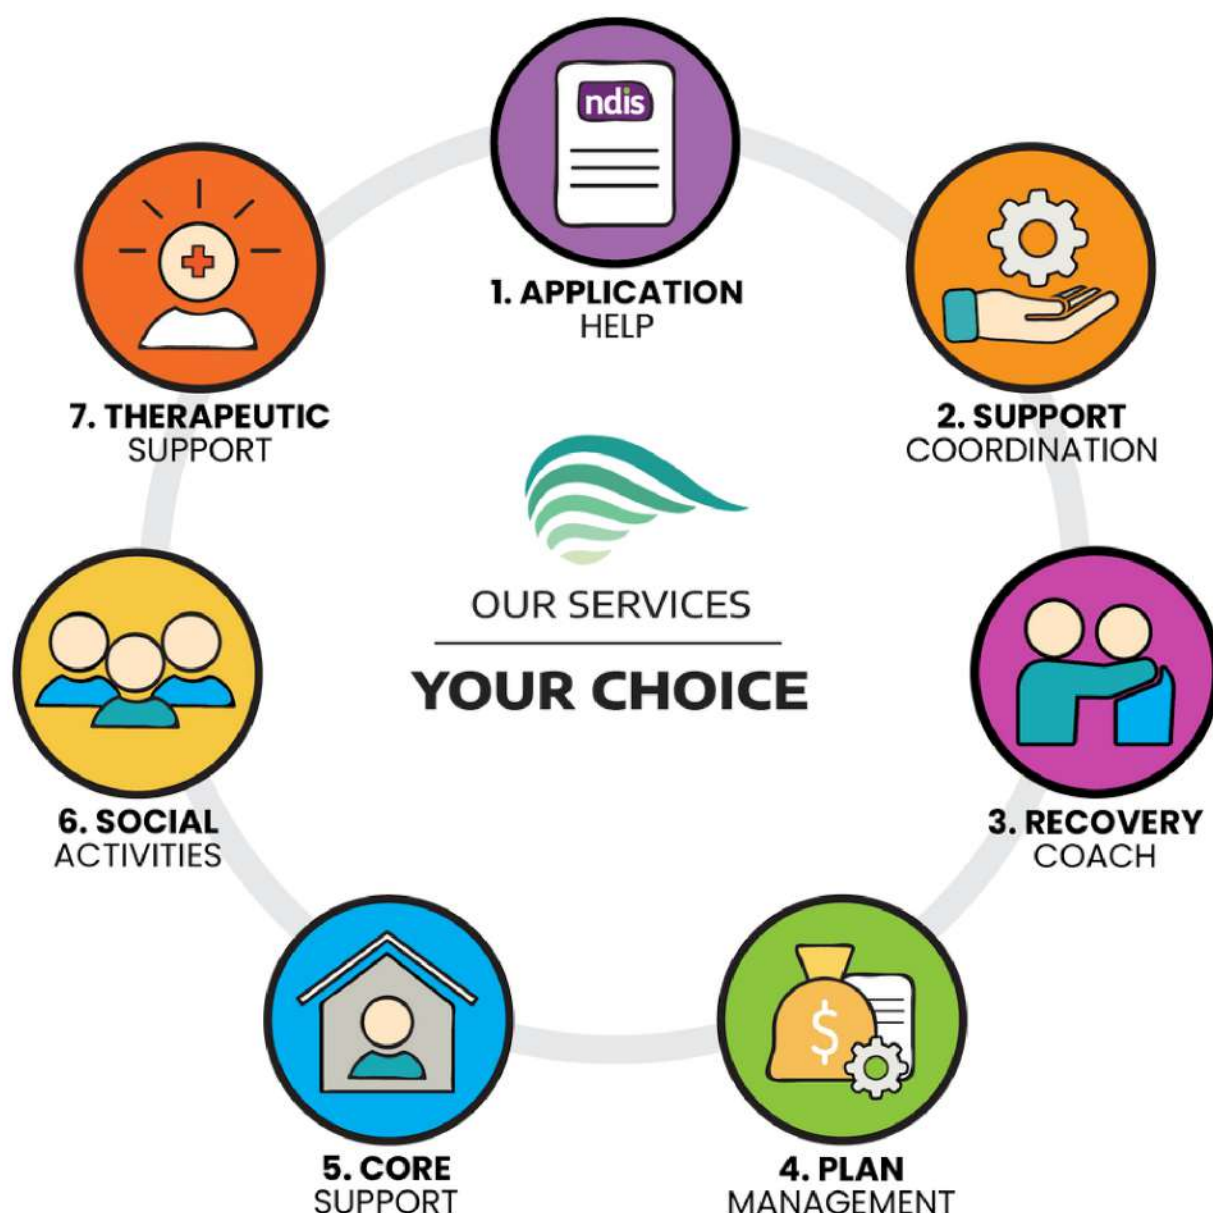 ndis
1. APPLICATION
HELP
2. SUPPORT
COORDINATION
3. RECOVERY
COACH
$
4. PLAN
MANAGEMENT
5. CORE
SUPPORT
6. SOCIAL
ACTIVITIES
7. THERAPEUTIC
SUPPORT
OUR SERVICES
YOUR CHOICE